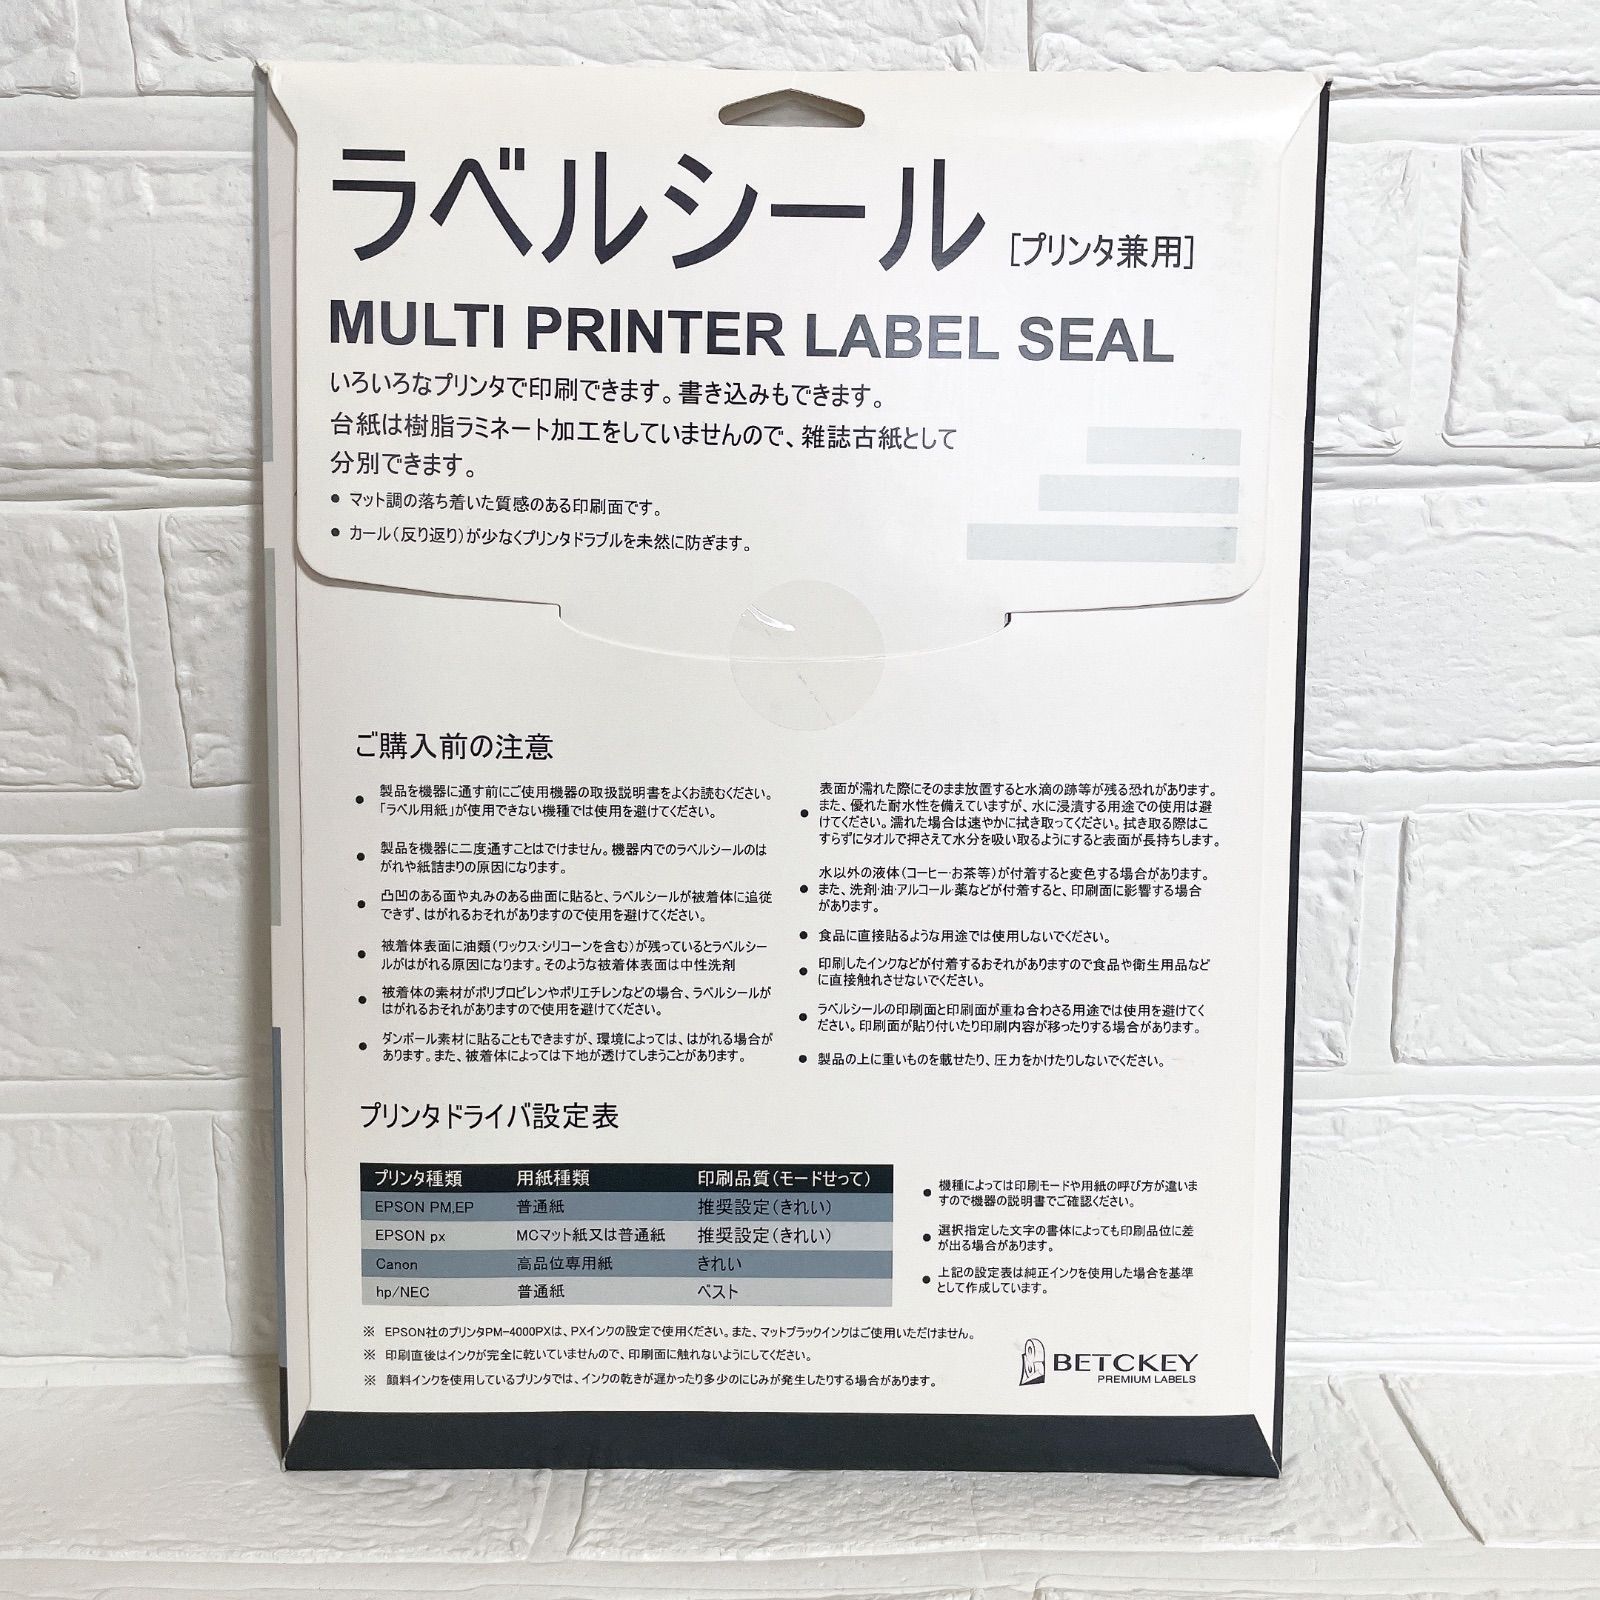 ラベルシール [プリンタ兼用]
MULTI PRINTER LABEL SEAL
いろいろなプリンタで印刷できます。書き込みもできます。
台紙は樹脂ラミネート加工をしていませんので、雑誌古紙として
分別できます。
● マット調の落ち着いた質感のある印刷面です。
● カール(反り返り)が少なくプリンタドラブルを未然に防ぎます。
ご購入前の注意
● 製品を機器に通す前にご使用機器の取扱説明書をよくお読むください。
「ラベル用紙」が使用できない機種では使用を避けてください。
● 製品を機器に二度通すことはでけません。機器内でのラベルシールのは
がれや紙詰まりの原因になります。
● 凸凹のある面や丸みのある曲面に貼ると、ラベルシールが被着体に追従
できず、はがれるおそれがありますので使用を避けてください。
● 被着体表面に油類(ワックス・シリコーンを含む)が残っているとラベルシー
ルがはがれる原因になります。そのような被着体表面は中性洗剤
● 被着体の素材がポリプロピレンやポリエチレンなどの場合、ラベルシールが
はがれるおそれがありますので使用を避けてください。
● ダンボール素材に貼ることもできますが、環境によっては、はがれる場合が
あります。また、被着体によっては下地が透けてしまうことがあります。
● 表面が濡れた際にそのまま放置すると水滴の跡等が残る恐れがあります。
また、優れた耐水性を備えていますが、水に浸漬する用途での使用は避
けてください。濡れた場合は速やかに拭き取ってください。拭き取る際はこ
すらずにタオルで押さえて水分を吸い取るようにすると表面が長持ちします。
● 水以外の液体(コーヒー・お茶等)が付着すると変色する場合があります。
また、洗剤・油・アルコール・薬などが付着すると、印刷面に影響する場合
があります。
● 食品に直接貼るような用途では使用しないでください。
● 印刷したインクなどが付着するおそれがありますので食品や衛生用品など
に直接触れさせないでください。
● ラベルシールの印刷面と印刷面が重ね合わさる用途では使用を避けてく
ださい。印刷面が貼り付いたり印刷内容が移ったりする場合があります。
● 製品の上に重いものを載せたり、圧力をかけたりしないでください。
プリンタドライバ設定表
プリンタ種類 用紙種類 印刷品質(モードせって)
EPSON PM,EP 普通紙 推奨設定(きれい)
EPSON px MCマット紙又は普通紙 推奨設定(きれい)
Canon 高品位専用紙 きれい
hp/NEC 普通紙 ベスト
● 機種によっては印刷モードや用紙の呼び方が違いま
すので機器の説明書でご確認ください。
● 選択指定した文字の書体によっても印刷品位に差
が出る場合があります。
● 上記の設定表は純正インクを使用した場合を基準
として作成しています。
※ EPSON社のプリンタPM-4000PXは、PXインクの設定で使用ください。また、マットブラックインクはご使用いただけません。
※ 印刷直後はインクが完全に乾いていませんので、印刷面に触れないようにしてください。
※ 顔料インクを使用しているプリンタでは、インクの乾きが遅かったり多少のにじみが発生したりする場合があります。
BETCKEY
PREMIUM LABELS